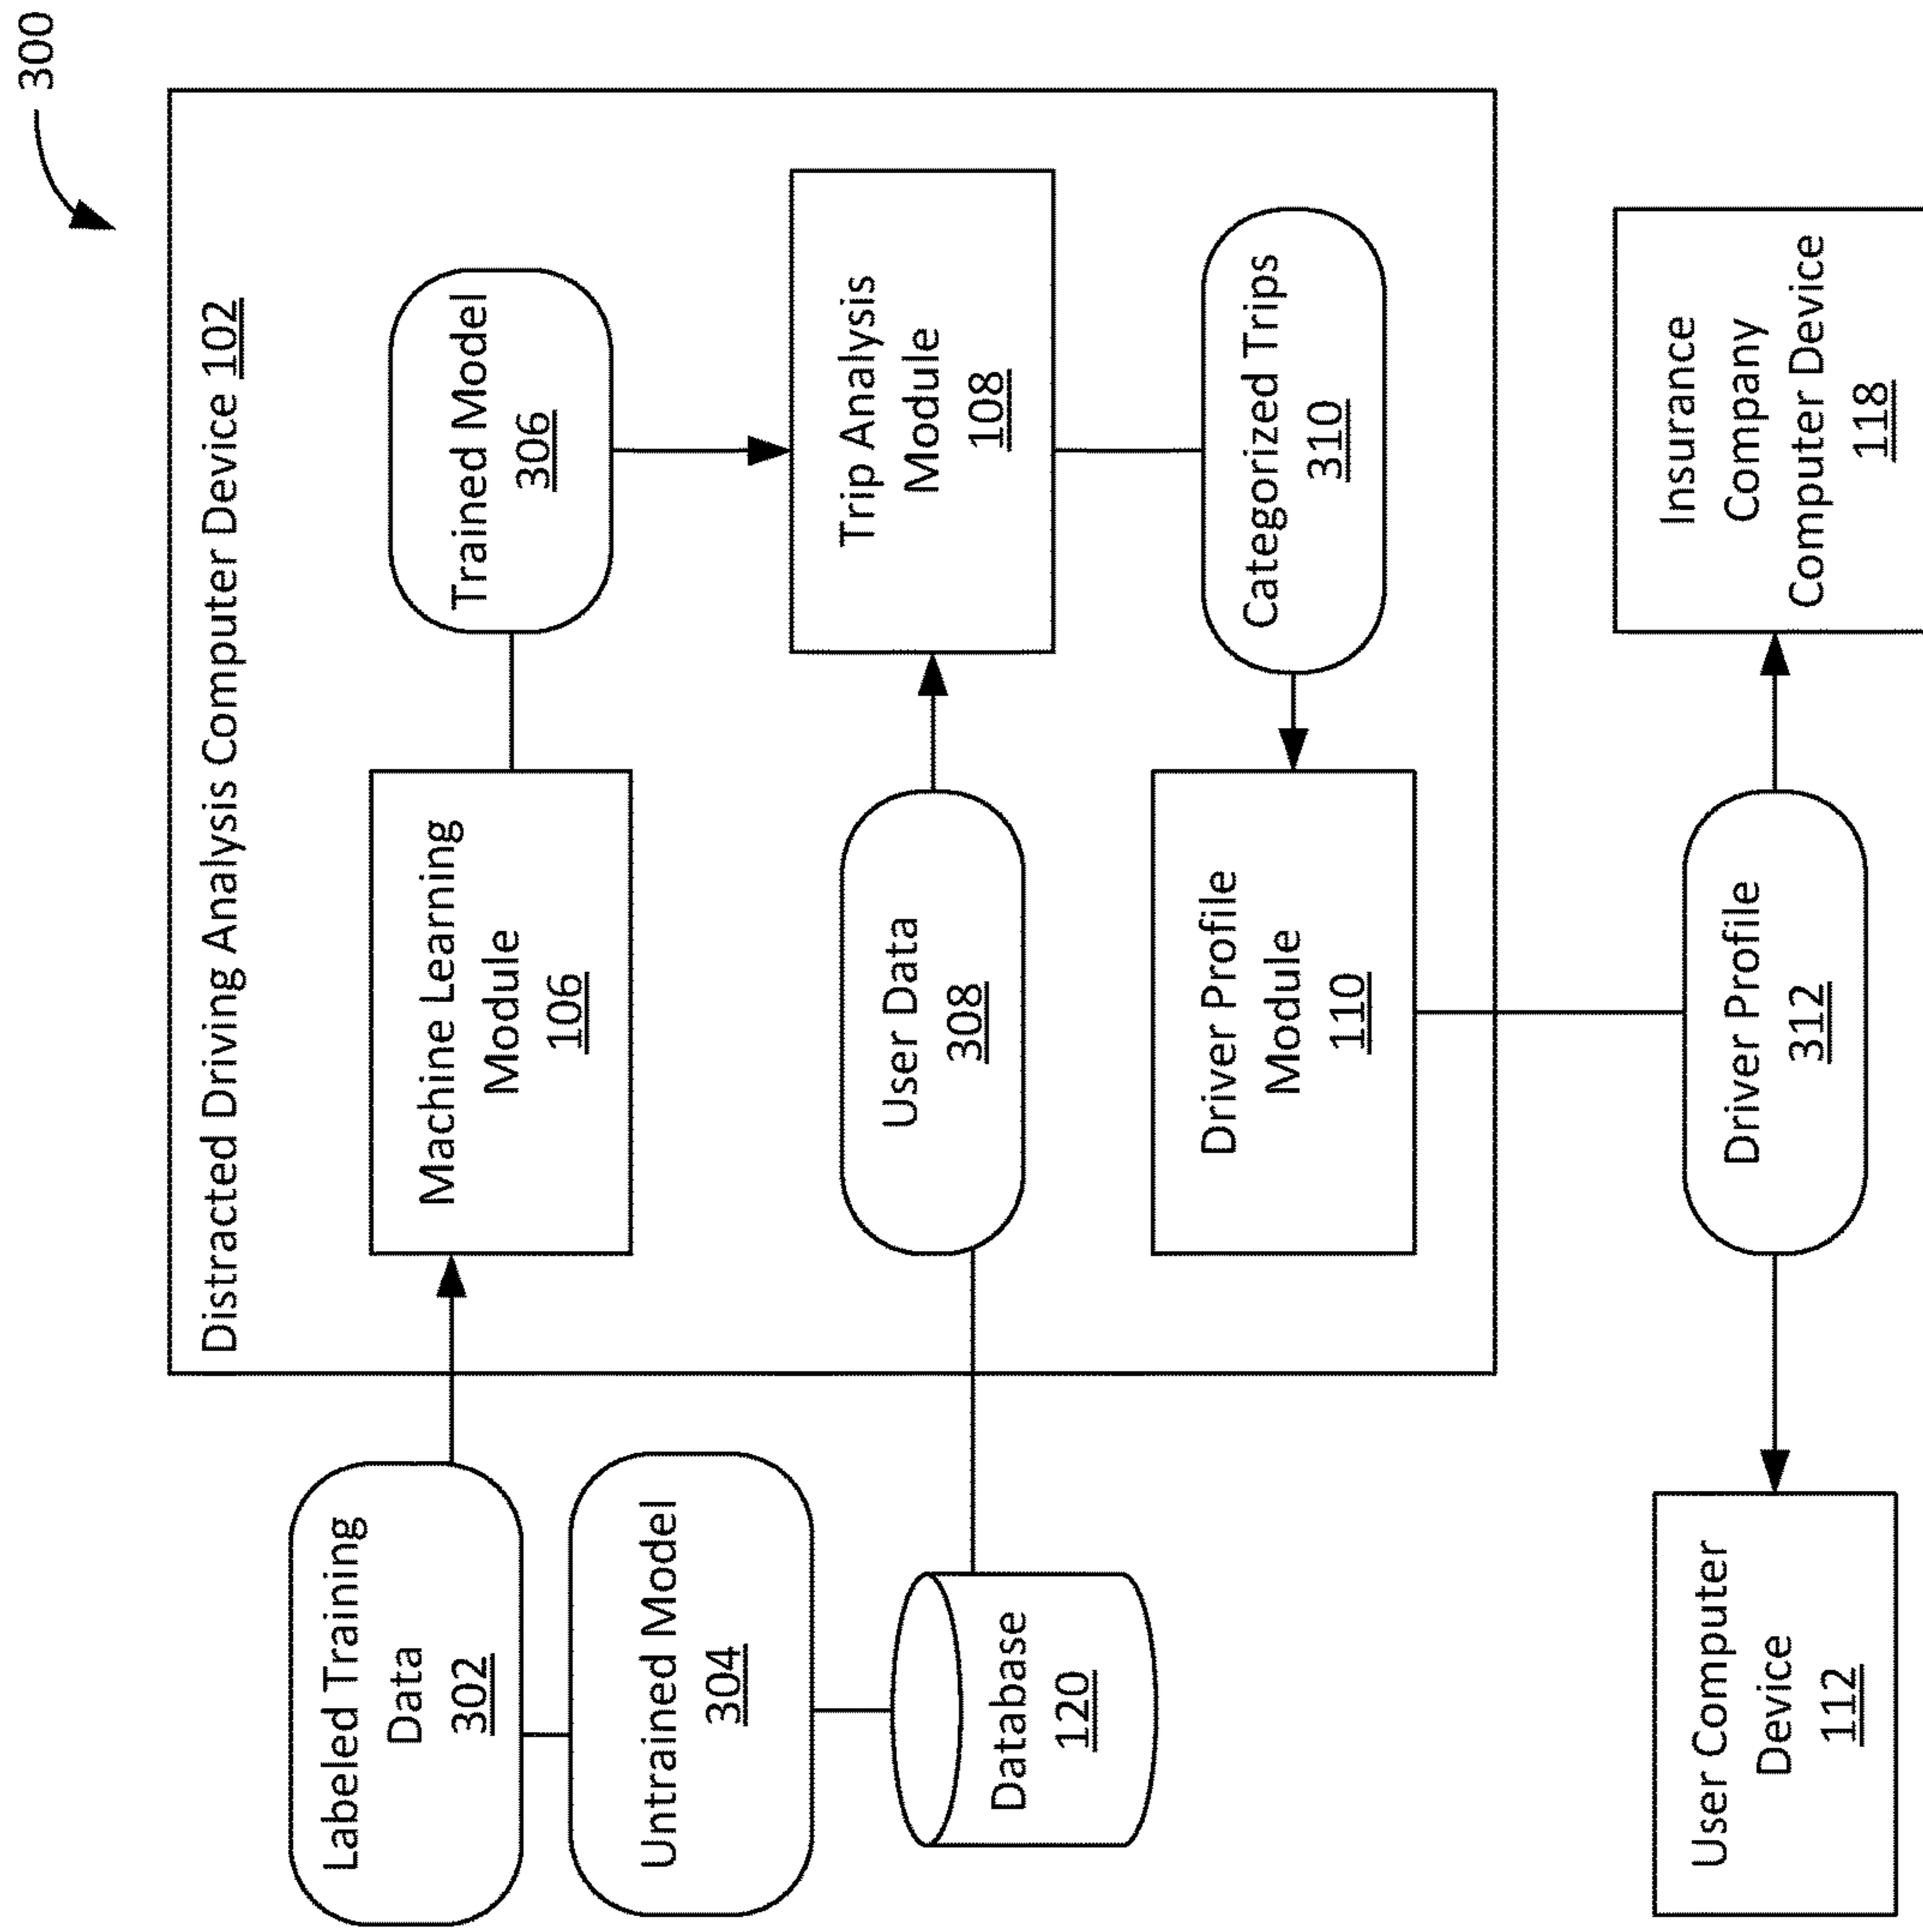 300
Distracted Driving Analysis Computer Device 102
Labeled Training
Data
302
Machine Learning
Module
106
Trained Model
306
Untrained Model
304
User Data
308
Trip Analysis
Module
108
Database
120
Driver Profile
Module
110
Categorized Trips
310
User Computer
Device
112
Driver Profile
312
Insurance
Company
Computer Device
118